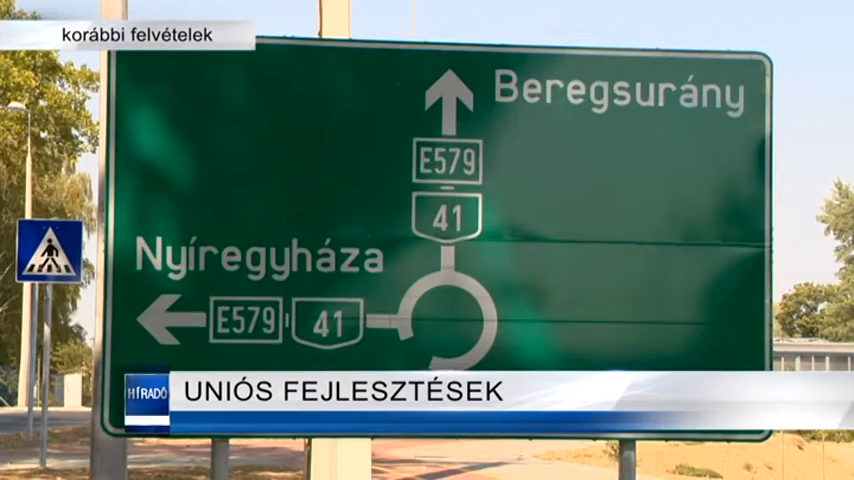 korábbi felvételek
Beregsurány
E579
41
Nyíregyháza
E579
41
HÍRADÓ
UNIÓS FEJLESZTÉSEK